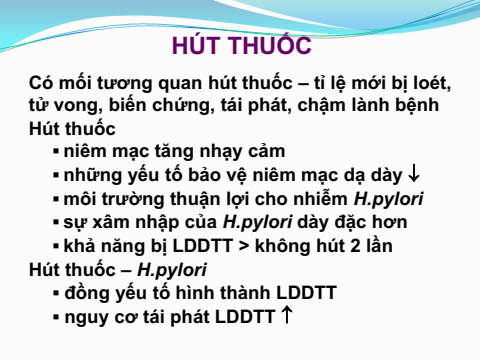 HÚT THUỐC
Có mối tương quan hút thuốc – tỉ lệ mới bị loét,
tử vong, biến chứng, tái phát, chậm lành bệnh
Hút thuốc
▪ niêm mạc tăng nhạy cảm
▪ những yếu tố bảo vệ niêm mạc dạ dày ↓
▪ môi trường thuận lợi cho nhiễm H.pylori
▪ sự xâm nhập của H.pylori dày đặc hơn
▪ khả năng bị LDDTT > không hút 2 lần
Hút thuốc – H.pylori
▪ đồng yếu tố hình thành LDDTT
▪ nguy cơ tái phát LDDTT ↑